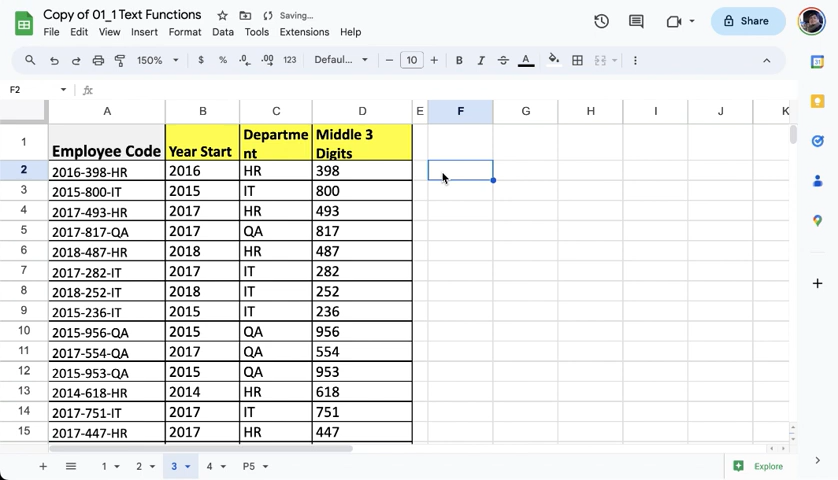 Copy of 01_1 Text Functions Saving...
File Edit View Insert Format Data Tools Extensions Help
Share
150% $ % .0 .00 123 Defaul... 10 B I A
F2 fx
A B C D E F G H I J K
1 Employee Code Year Start Departme nt Middle 3 Digits
2 2016-398-HR 2016 HR 398
3 2015-800-IT 2015 IT 800
4 2017-493-HR 2017 HR 493
5 2017-817-QA 2017 QA 817
6 2018-487-HR 2018 HR 487
7 2017-282-IT 2017 IT 282
8 2018-252-IT 2018 IT 252
9 2015-236-IT 2015 IT 236
10 2015-956-QA 2015 QA 956
11 2017-554-QA 2017 QA 554
12 2015-953-QA 2015 QA 953
13 2014-618-HR 2014 HR 618
14 2017-751-IT 2017 IT 751
15 2017-447-HR 2017 HR 447
1 2 3 4 P5 Explore